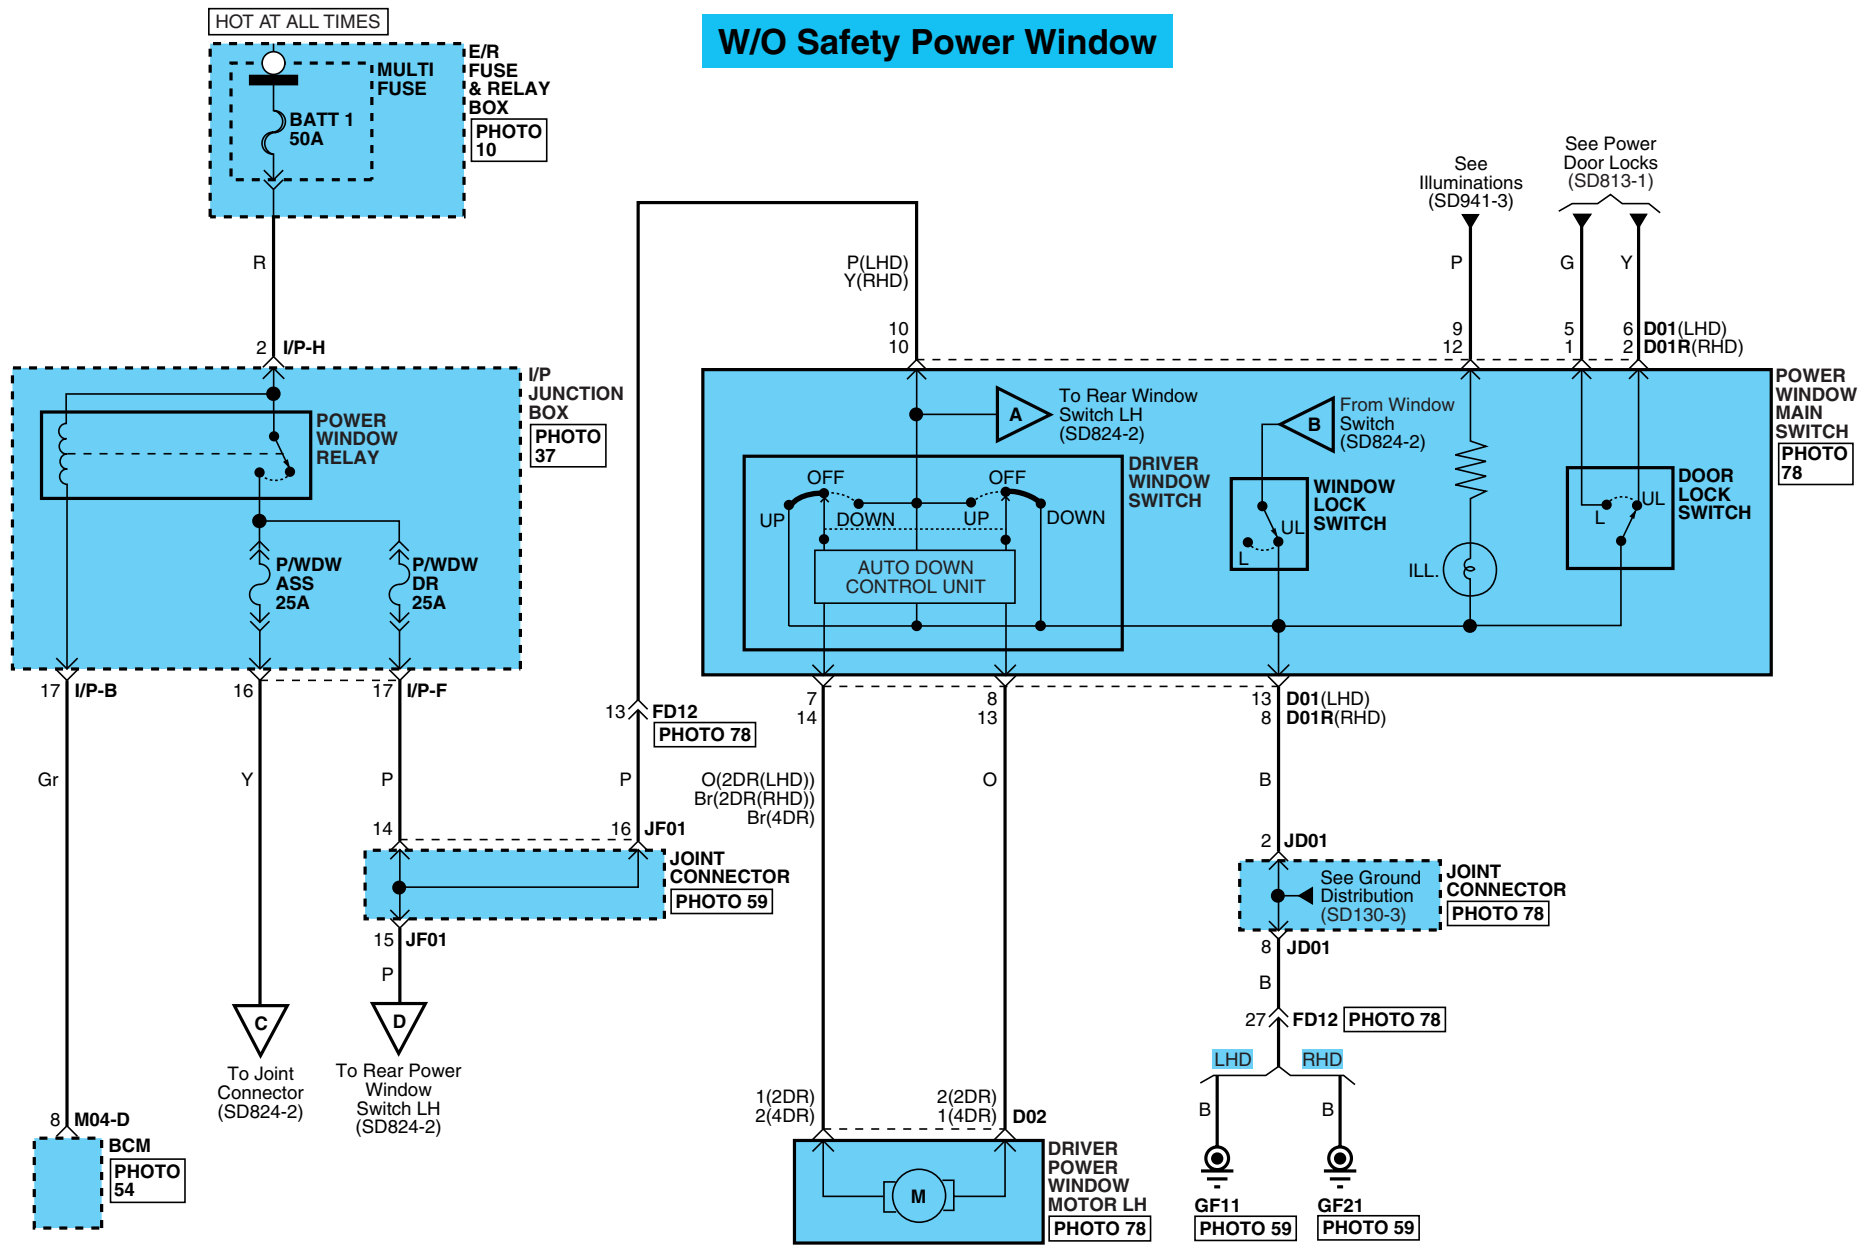 HOT AT ALL TIMES
W/O Safety Power Window
E/R
FUSE
& RELAY
BOX
PHOTO
10
MULTI
FUSE
BATT 1
50A
R
2 I/P-H
I/P
JUNCTION
BOX
PHOTO
37
POWER
WINDOW
RELAY
P/WDW
ASS
25A
P/WDW
DR
25A
17 I/P-B
16
17 I/P-F
Gr
Y
P
14
16 JF01
JOINT
CONNECTOR
PHOTO 59
15 JF01
P
C
To Joint
Connector
(SD824-2)
D
To Rear Power
Window
Switch LH
(SD824-2)
8 M04-D
BCM
PHOTO
54
13 FD12
PHOTO 78
P
P(LHD)
Y(RHD)
10
10
See
Illuminations
(SD941-3)
See Power
Door Locks
(SD813-1)
P
G
Y
9
12
5
1
6 D01(LHD)
2 D01R(RHD)
POWER
WINDOW
MAIN
SWITCH
PHOTO
78
A
To Rear Window
Switch LH
(SD824-2)
B
From Window
Switch
(SD824-2)
DRIVER
WINDOW
SWITCH
OFF
UP
DOWN
OFF
UP
DOWN
AUTO DOWN
CONTROL UNIT
WINDOW
LOCK
SWITCH
UL
L
ILL.
DOOR
LOCK
SWITCH
L
UL
7
14
8
13
13 D01(LHD)
8 D01R(RHD)
O(2DR(LHD))
Br(2DR(RHD))
Br(4DR)
O
B
2 JD01
See Ground
Distribution
(SD130-3)
JOINT
CONNECTOR
PHOTO 78
8 JD01
B
27 FD12 PHOTO 78
LHD
RHD
B
B
GF11
PHOTO 59
GF21
PHOTO 59
1(2DR)
2(4DR)
2(2DR)
1(4DR) D02
M
DRIVER
POWER
WINDOW
MOTOR LH
PHOTO 78